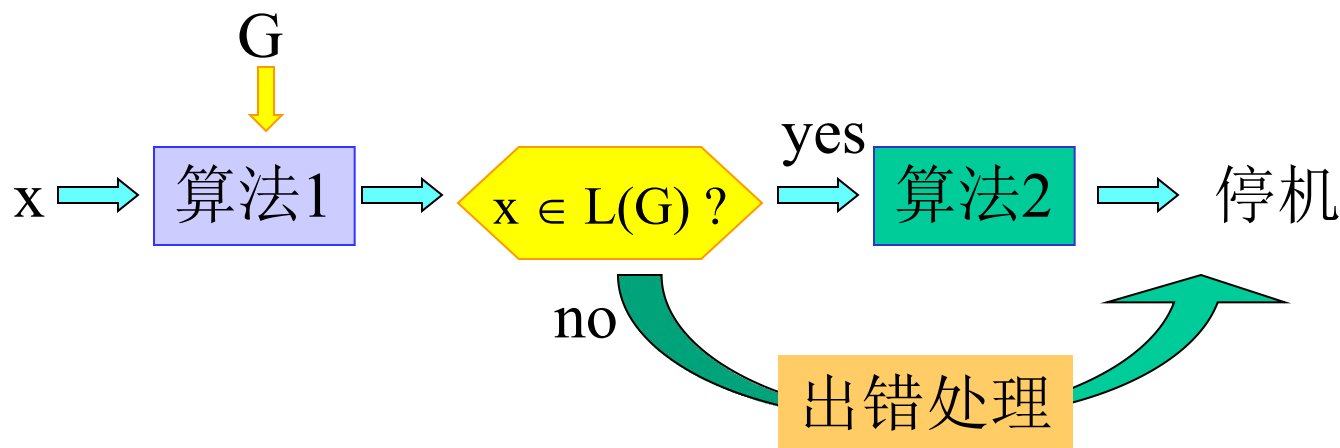 G
x
算法1
x ∈ L(G) ?
yes
算法2
停机
no
出错处理